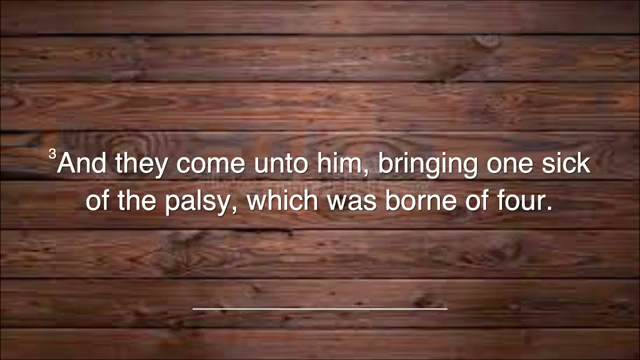 ³And they come unto him, bringing one sick
of the palsy, which was borne of four.